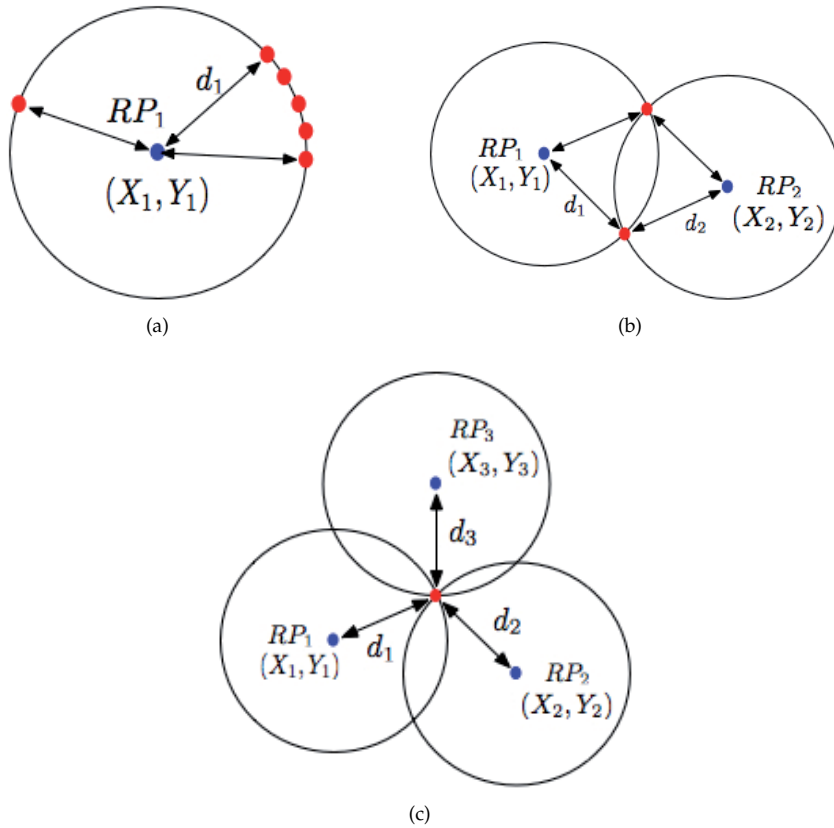 d₁
RP₁
(X₁, Y₁)
(a)
RP₁
(X₁, Y₁)
d₁
RP₂
(X₂, Y₂)
d₂
(b)
RP₃
(X₃, Y₃)
d₃
RP₁
(X₁, Y₁)
d₁
d₂
RP₂
(X₂, Y₂)
(c)